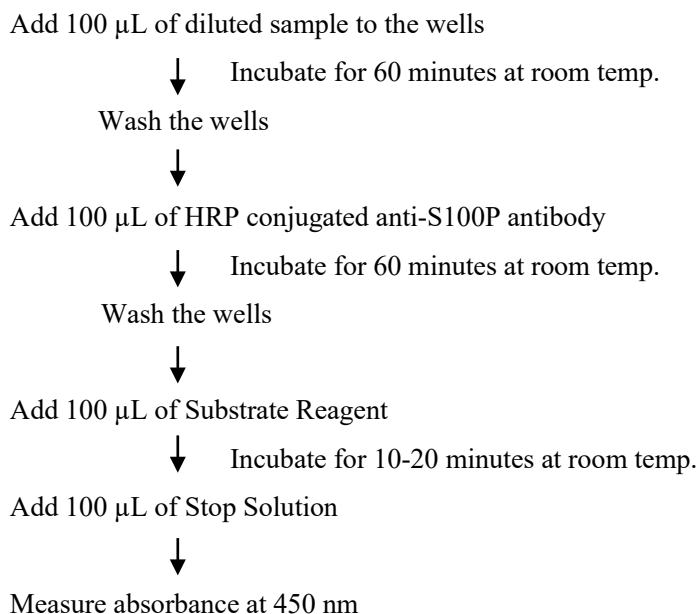 Add 100 µL of diluted sample to the wells
Incubate for 60 minutes at room temp.
Wash the wells
Add 100 µL of HRP conjugated anti-S100P antibody
Incubate for 60 minutes at room temp.
Wash the wells
Add 100 µL of Substrate Reagent
Incubate for 10-20 minutes at room temp.
Add 100 µL of Stop Solution
Measure absorbance at 450 nm